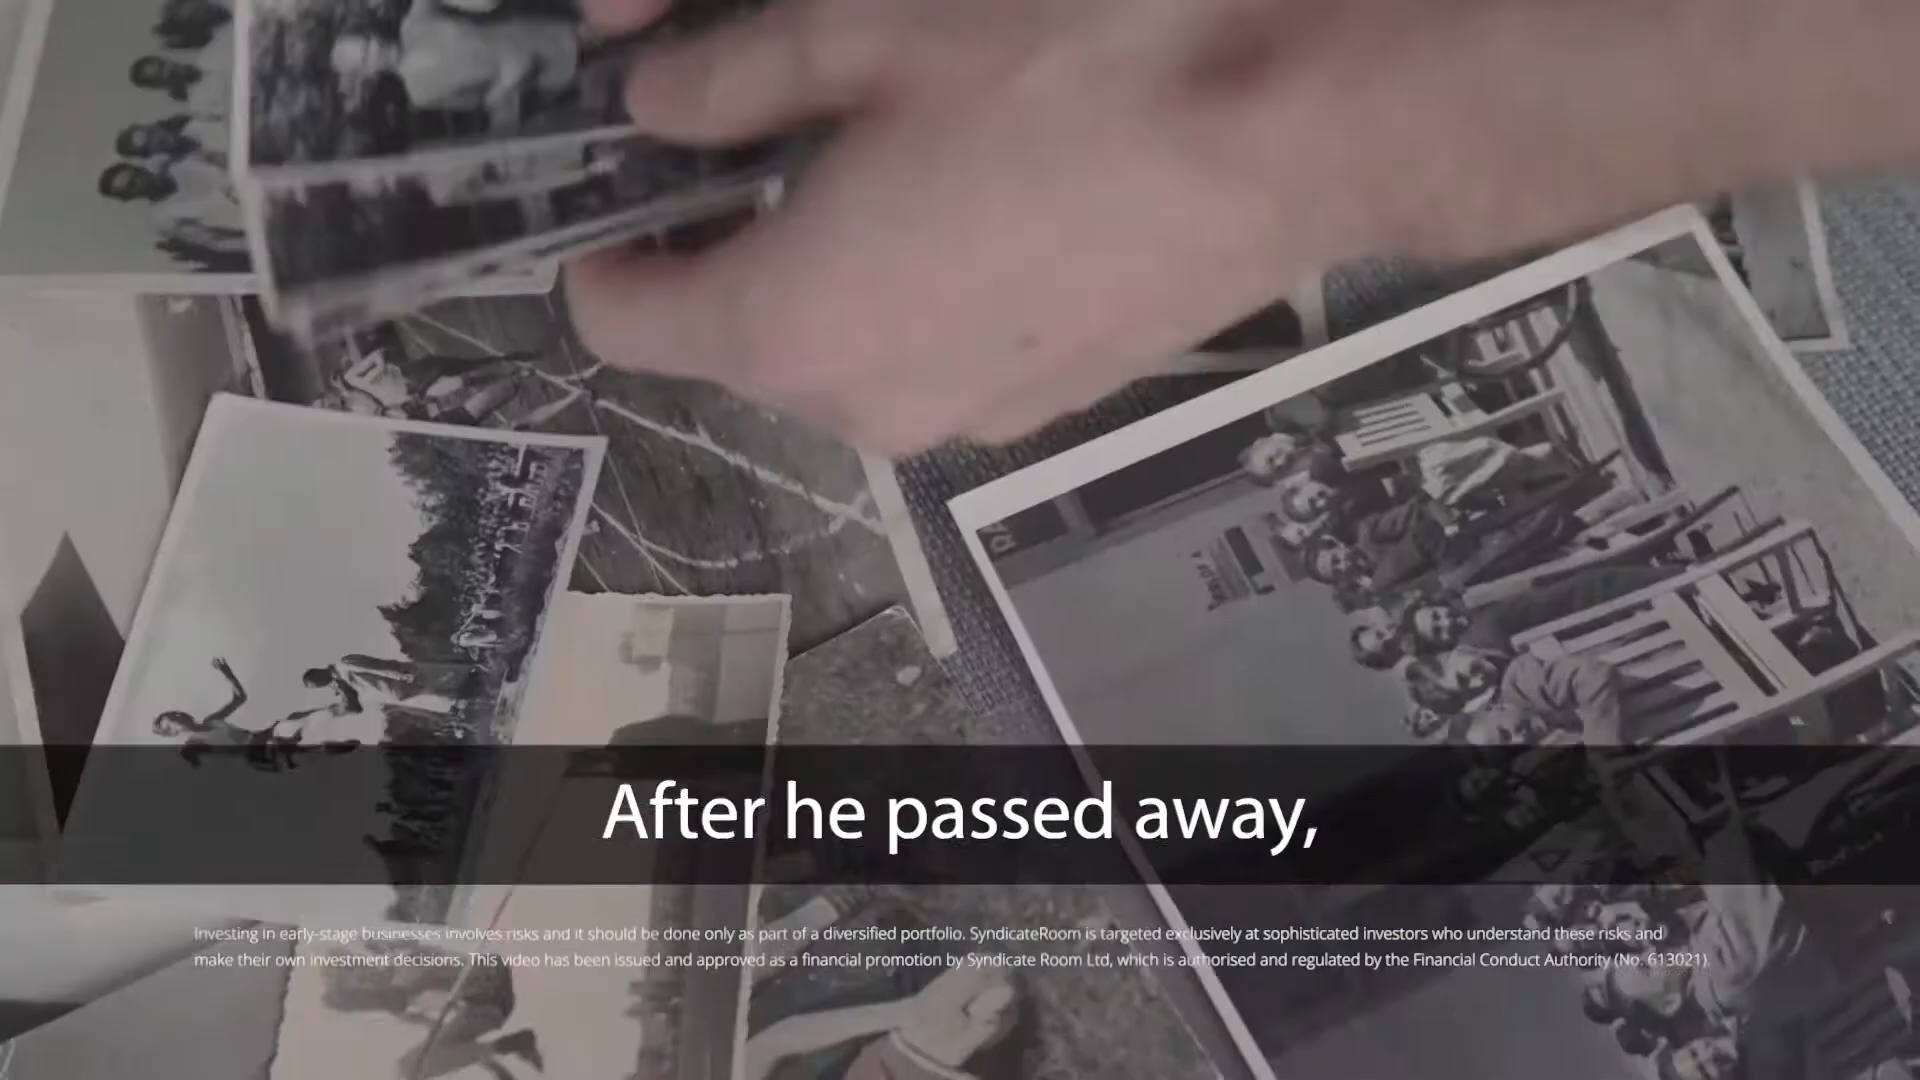 After he passed away,
Investing in early-stage businesses involves risks and it should be done only as part of a diversified portfolio. SyndicateRoom is targeted exclusively at sophisticated investors who understand these risks and
make their own investment decisions. This video has been issued and approved as a financial promotion by Syndicate Room Ltd, which is authorised and regulated by the Financial Conduct Authority (No. 613021).